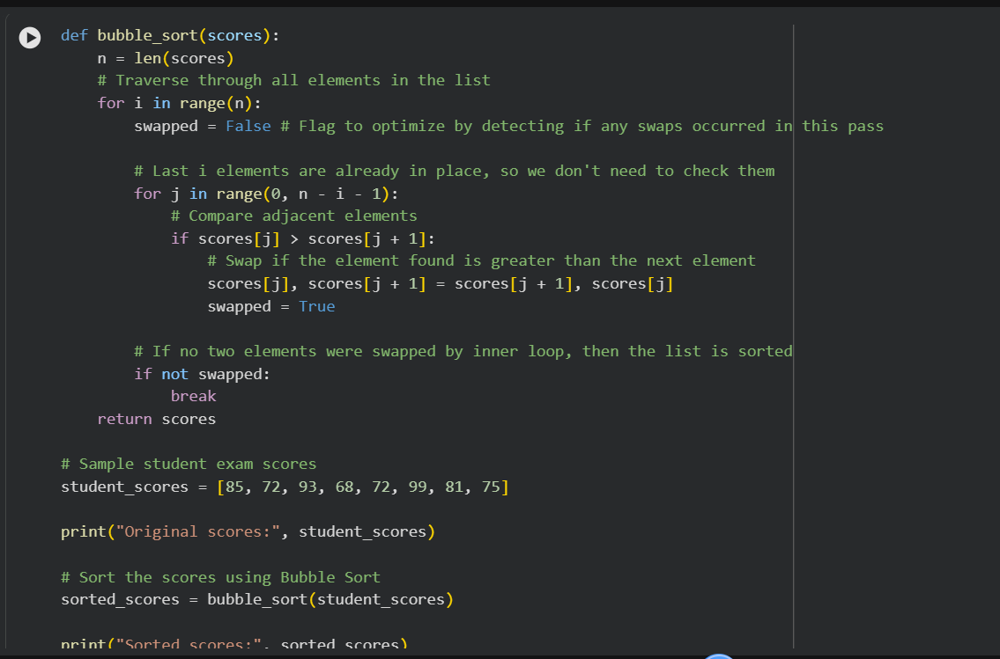 def bubble_sort(scores):
    n = len(scores)
    # Traverse through all elements in the list
    for i in range(n):
        swapped = False # Flag to optimize by detecting if any swaps occurred in this pass

        # Last i elements are already in place, so we don't need to check them
        for j in range(0, n - i - 1):
            # Compare adjacent elements
            if scores[j] > scores[j + 1]:
                # Swap if the element found is greater than the next element
                scores[j], scores[j + 1] = scores[j + 1], scores[j]
                swapped = True

        # If no two elements were swapped by inner loop, then the list is sorted
        if not swapped:
            break
    return scores

# Sample student exam scores
student_scores = [85, 72, 93, 68, 72, 99, 81, 75]

print("Original scores:", student_scores)

# Sort the scores using Bubble Sort
sorted_scores = bubble_sort(student_scores)

print("Sorted scores:", sorted_scores)